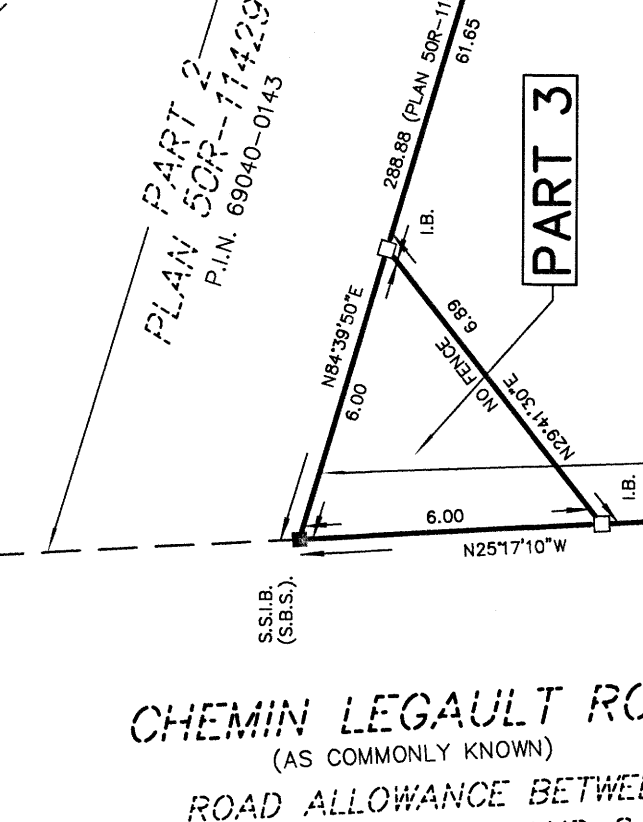 PART 2
PLAN 50R-11429
P.I.N. 69040-0143
288.88 (PLAN 50R-11
61.65
PART 3
I.B.
N84°39'50"E
6.00
6.89
NO FENCE
N29°41'30"E
I.B.
6.00
N25°17'10"W
S.S.I.B.
(S.B.S.).
CHEMIN LEGAULT RO
(AS COMMONLY KNOWN)
ROAD ALLOWANCE BETWEE